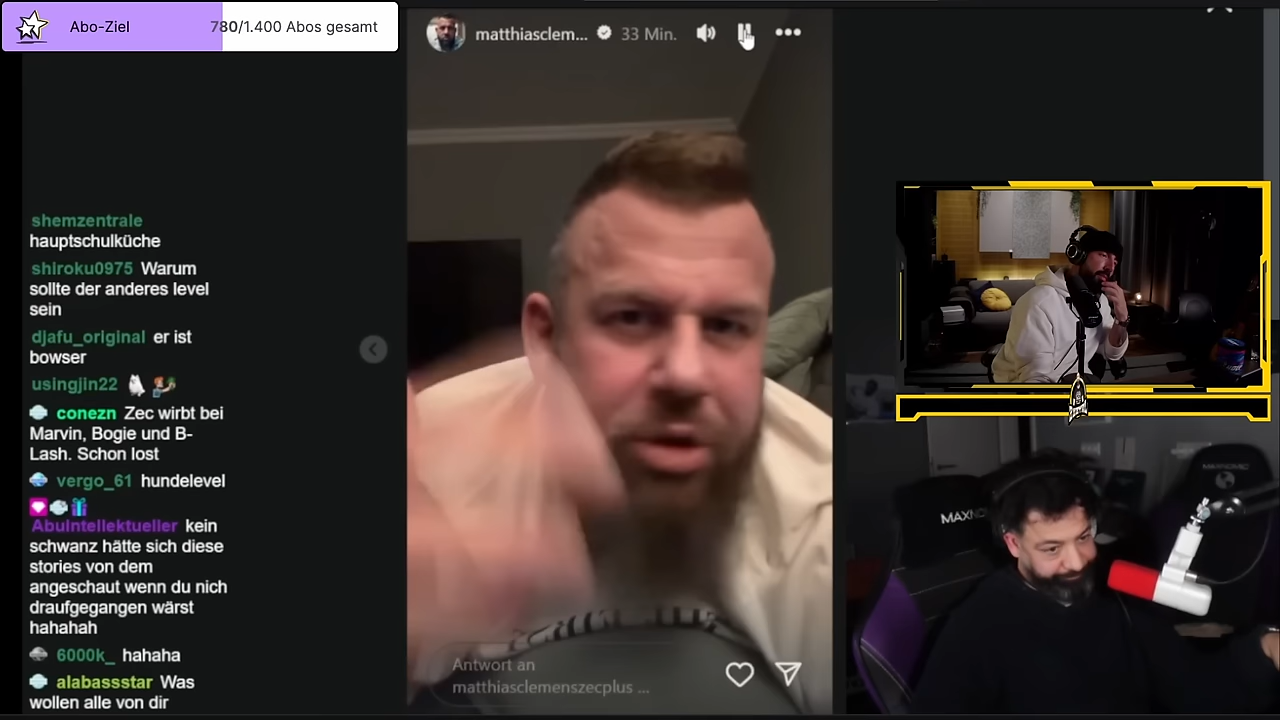 Abo-Ziel
780/1.400 Abos gesamt
matthiasclem... 33 Min.
shemzentrale
hauptschulküche
shiroku0975 Warum
sollte der anderes level
sein
djafu_original er ist
bowser
usingjin22
conezn Zec wirbt bei
Marvin, Bogie und B-
Lash. Schon lost
vergo_61 hundelevel
AbuIntellektueller kein
schwanz hätte sich diese
stories von dem
angeschaut wenn du nich
draufgegangen wärst
hahahah
6000k_ hahaha
alabassstar Was
wollen alle von dir
Antwort an
matthiasclemenszecplus ...
MAXNO
MAXNOMIC